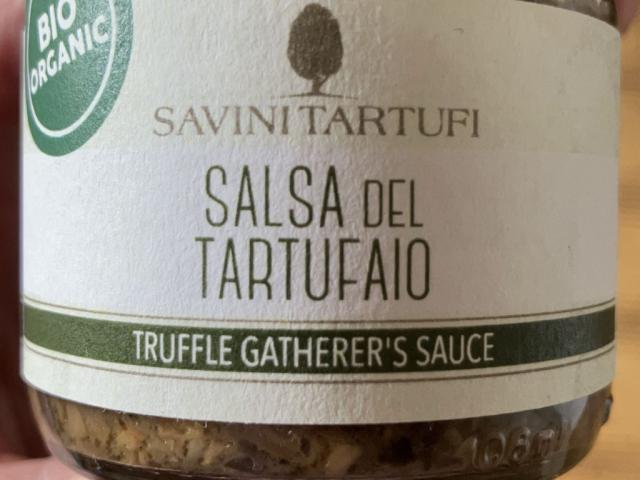 BIO
ORGANIC
SAVINI TARTUFI
SALSA DEL
TARTUFAIO
TRUFFLE GATHERER'S SAUCE